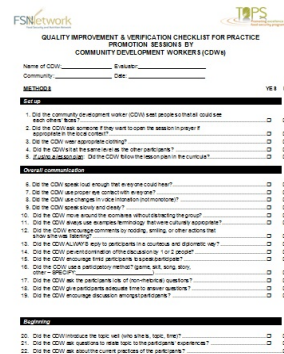 FSNetwork
TOPS
QUALITY IMPROVEMENT & VERIFICATION CHECKLIST FOR PRACTICE
PROMOTION SESSIONS BY
COMMUNITY DEVELOPMENT WORKERS (CDWs)
Name of CDW: Evaluator:
Community: Date:
METHODS YES
Set up
1. Did the community development worker (CDW) seat people so that all could see
each others' faces?
2. Did the CDW ask someone if they want to open the session in prayer if
appropriate in the local context?
3. Did the CDW wear appropriate clothing?
4. Did the CDW sit at the same level as the other participants?
5. If using a lesson plan: Did the CDW follow the lesson plan in the curricula?
Overall communication
6. Did the CDW speak loud enough that everyone could hear?
7. Did the CDW use proper eye contact with everyone?
8. Did the CDW use changes in voice intonation (not monotone)?
9. Did the CDW speak slowly and clearly?
10. Did the CDW move around the room/area without distracting the group?
11. Did the CDW always use examples/terminology that were culturally appropriate?
12. Did the CDW encourage comments by nodding, smiling, or other actions that
show s/he was listening?
13. Did the CDW ALWAYS reply to participants in a courteous and diplomatic way?
14. Did the CDW prevent domination of the discussion by 1 or 2 people?
15. Did the CDW encourage timid participants to speak/participate?
16. Did the CDW use a participatory method? (game, skit, song, story,
other – SPECIFY:
17. Did the CDW ask the participants lots of (non-rhetorical) questions?
18. Did the CDW give participants adequate time to answer questions?
19. Did the CDW encourage discussion amongst participants?
Beginning
20. Did the CDW introduce the topic well (who s/he is, topic, time)?
21. Did the CDW ask questions to relate topic to the participants' experiences?
22. Did the CDW ask about the current practices of the participants?